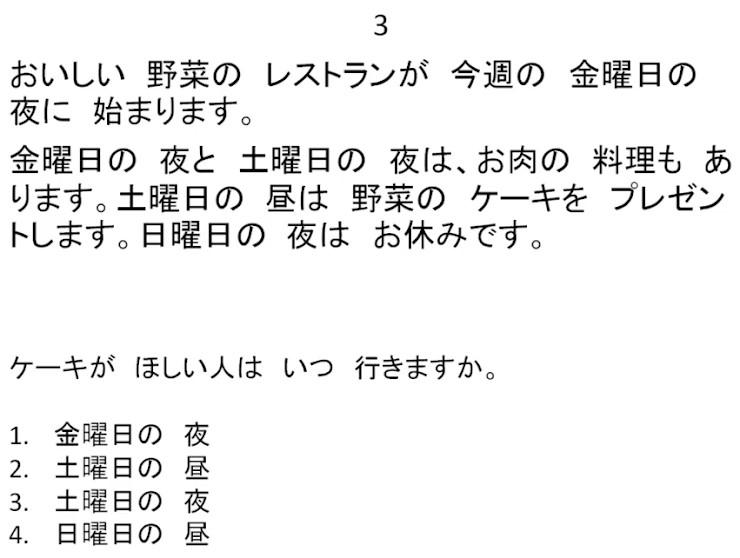 3
おいしい 野菜の レストランが 今週の 金曜日の
夜に 始まります。
金曜日の 夜と 土曜日の 夜は、お肉の 料理も あ
ります。土曜日の 昼は 野菜の ケーキを プレゼン
トします。日曜日の 夜は お休みです。
ケーキが ほしい人は いつ 行きますか。
1. 金曜日の 夜
2. 土曜日の 昼
3. 土曜日の 夜
4. 日曜日の 昼